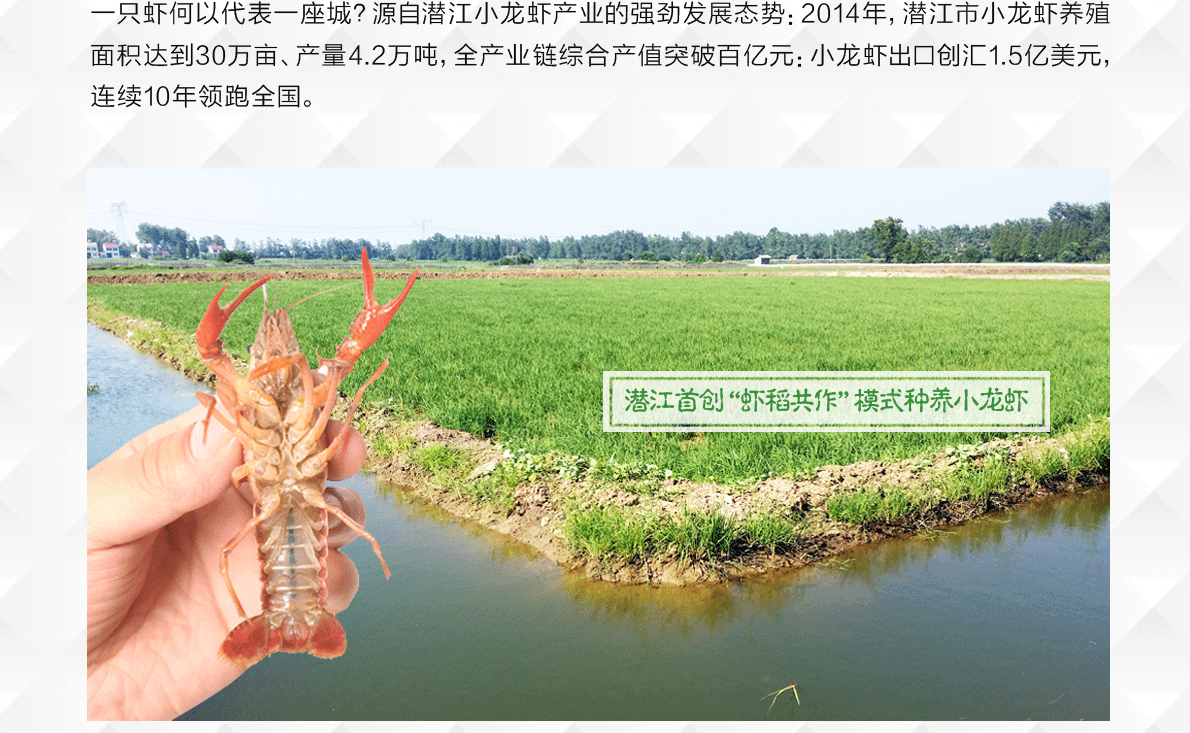 一只虾何以代表一座城？源自潜江小龙虾产业的强劲发展态势：2014年，潜江市小龙虾养殖
面积达到30万亩、产量4.2万吨，全产业链综合产值突破百亿元；小龙虾出口创汇1.5亿美元，
连续10年领跑全国。
潜江首创“虾稻共作”模式种养小龙虾